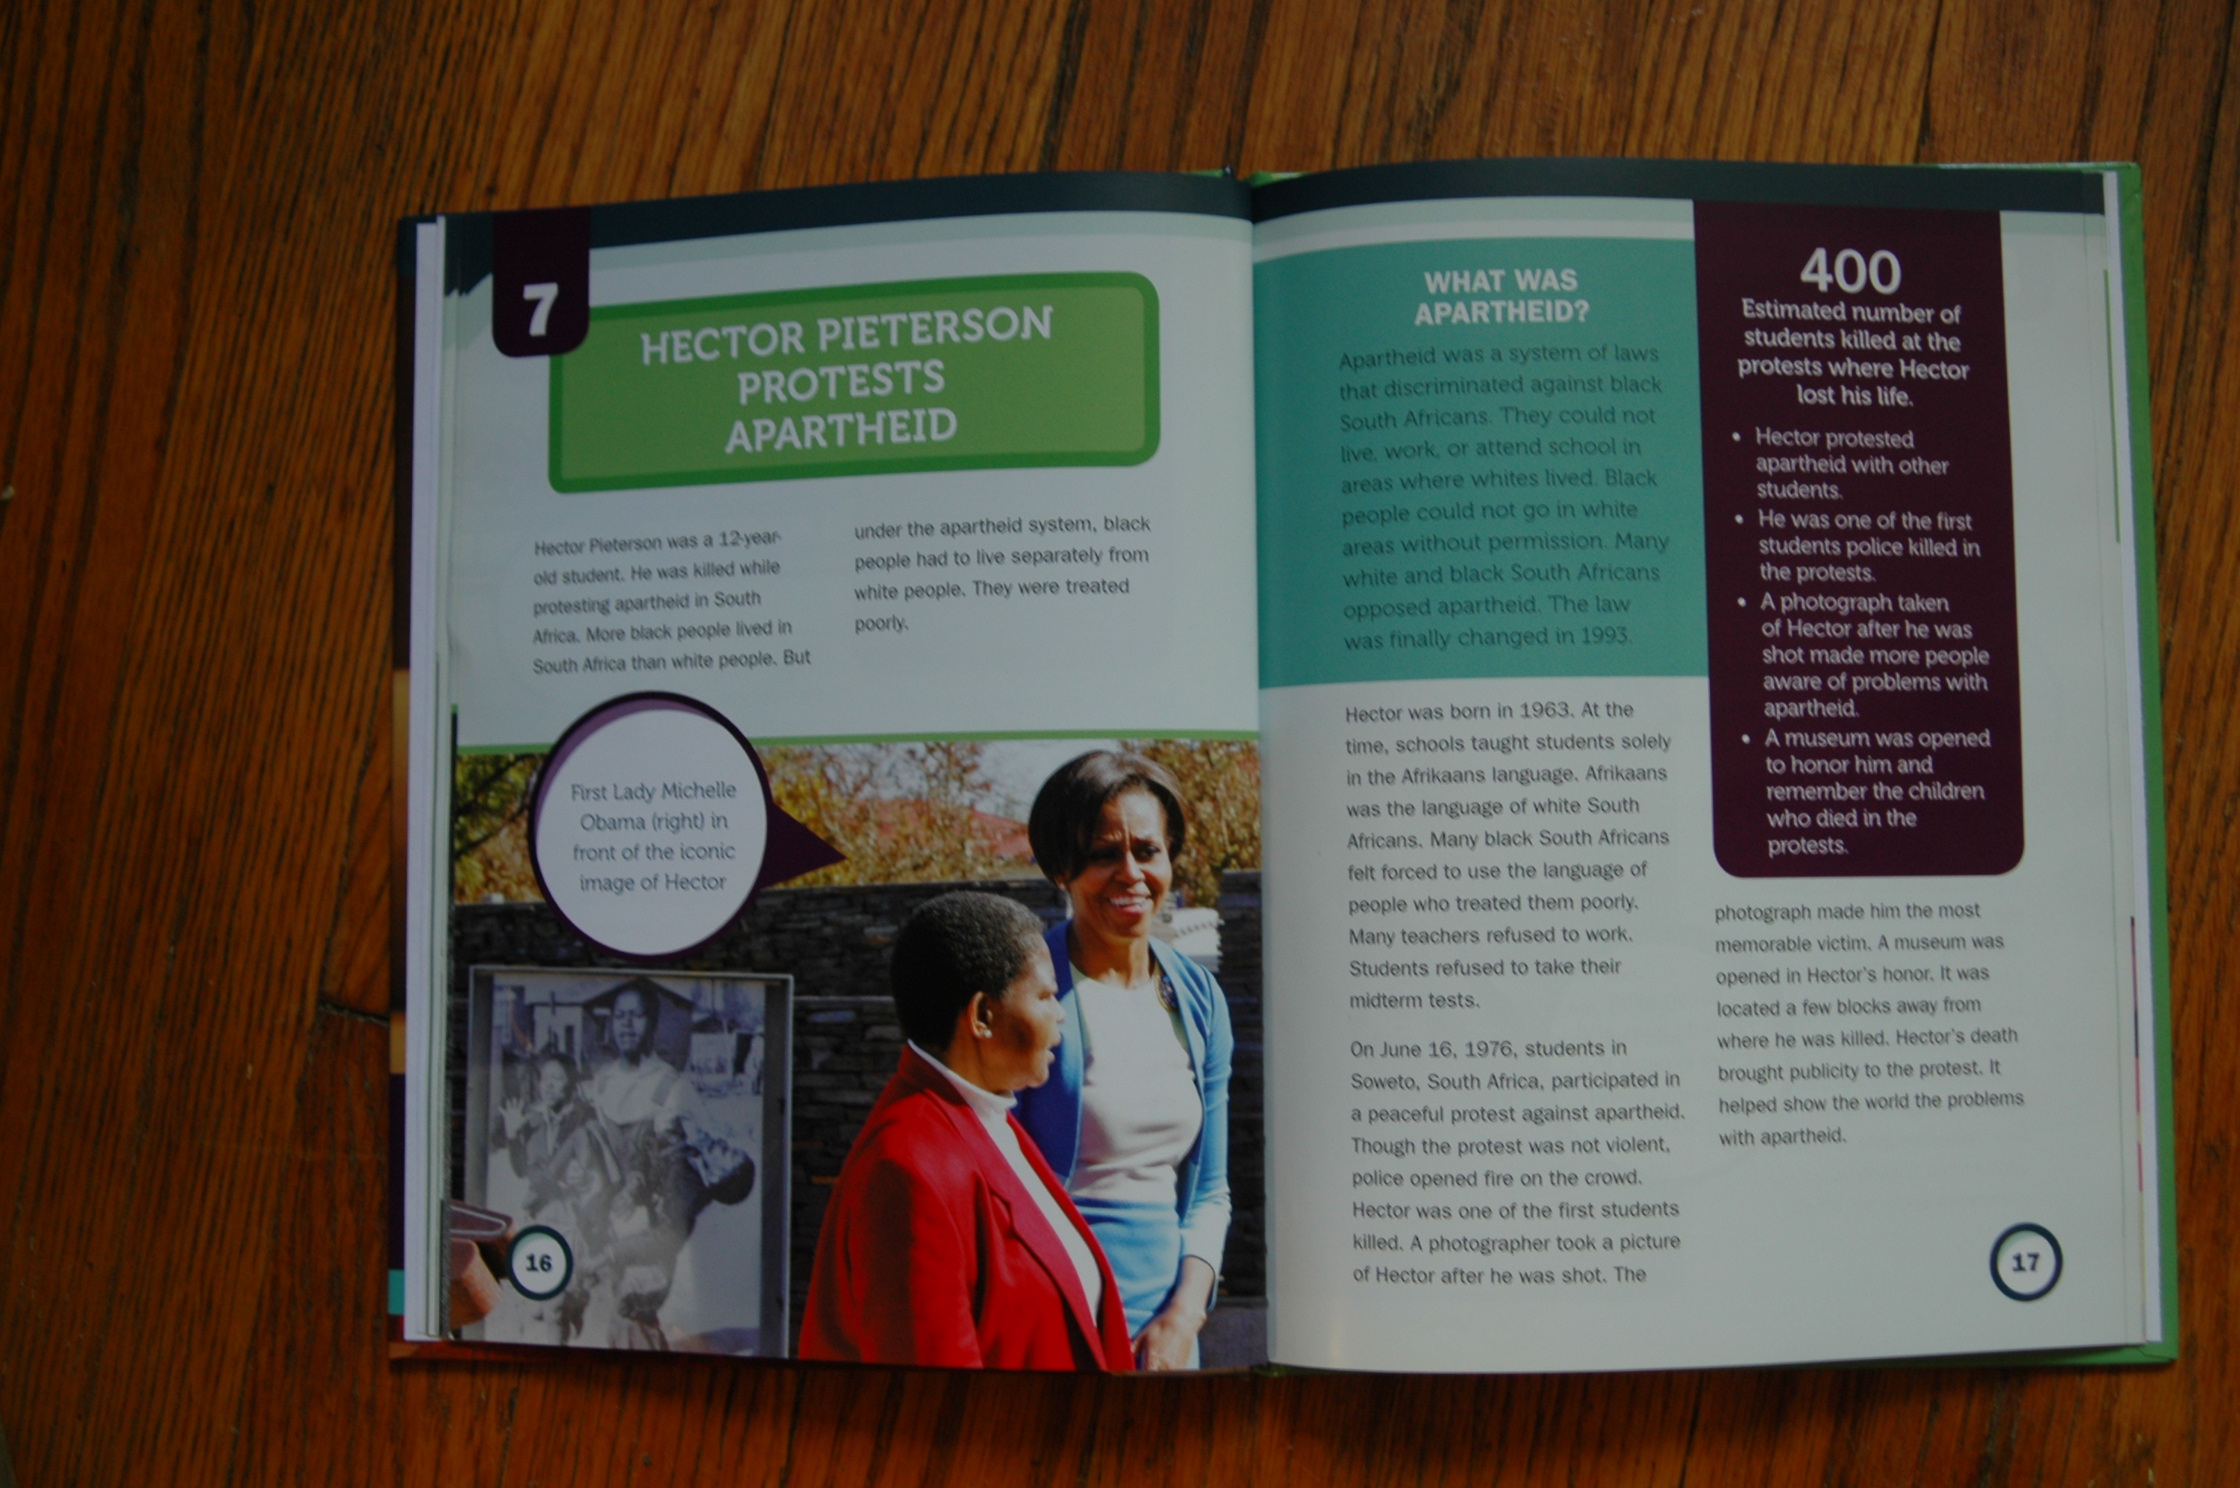 7
HECTOR PIETERSON
PROTESTS
APARTHEID
Hector Pieterson was a 12-year-
old student. He was killed while
protesting apartheid in South
Africa. More black people lived in
South Africa than white people. But
under the apartheid system, black
people had to live separately from
white people. They were treated
poorly.
First Lady Michelle
Obama (right) in
front of the iconic
image of Hector
16
WHAT WAS
APARTHEID?
Apartheid was a system of laws
that discriminated against black
South Africans. They could not
live, work, or attend school in
areas where whites lived. Black
people could not go in white
areas without permission. Many
white and black South Africans
opposed apartheid. The law
was finally changed in 1993.
Hector was born in 1963. At the
time, schools taught students solely
in the Afrikaans language. Afrikaans
was the language of white South
Africans. Many black South Africans
felt forced to use the language of
people who treated them poorly.
Many teachers refused to work.
Students refused to take their
midterm tests.
On June 16, 1976, students in
Soweto, South Africa, participated in
a peaceful protest against apartheid.
Though the protest was not violent,
police opened fire on the crowd.
Hector was one of the first students
killed. A photographer took a picture
of Hector after he was shot. The
400
Estimated number of
students killed at the
protests where Hector
lost his life.
• Hector protested
apartheid with other
students.
• He was one of the first
students police killed in
the protests.
• A photograph taken
of Hector after he was
shot made more people
aware of problems with
apartheid.
• A museum was opened
to honor him and
remember the children
who died in the
protests.
photograph made him the most
memorable victim. A museum was
opened in Hector's honor. It was
located a few blocks away from
where he was killed. Hector's death
brought publicity to the protest. It
helped show the world the problems
with apartheid.
17